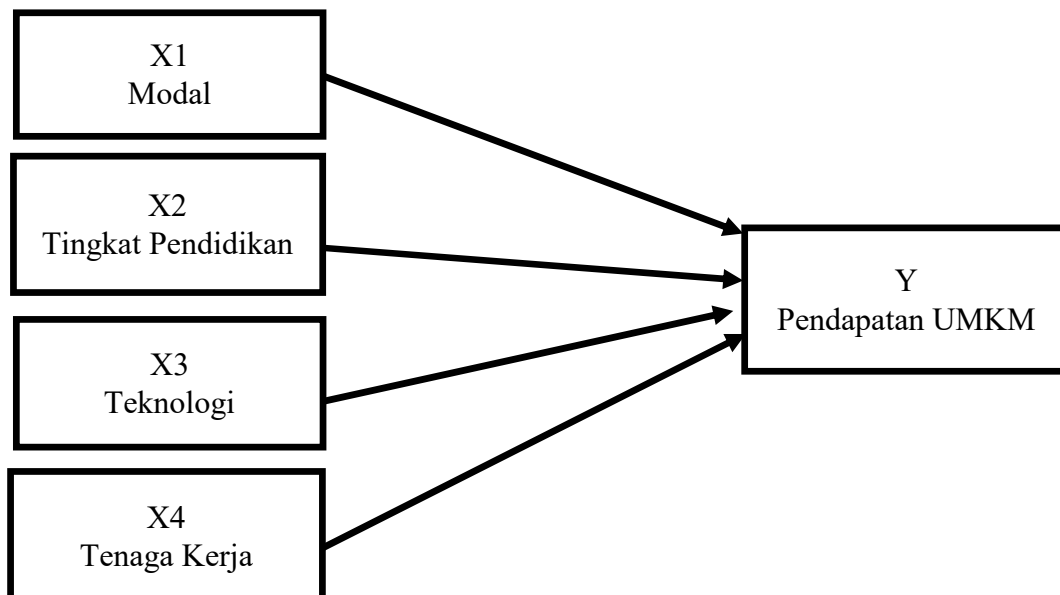 X1
Modal
X2
Tingkat Pendidikan
X3
Teknologi
X4
Tenaga Kerja
Y
Pendapatan UMKM